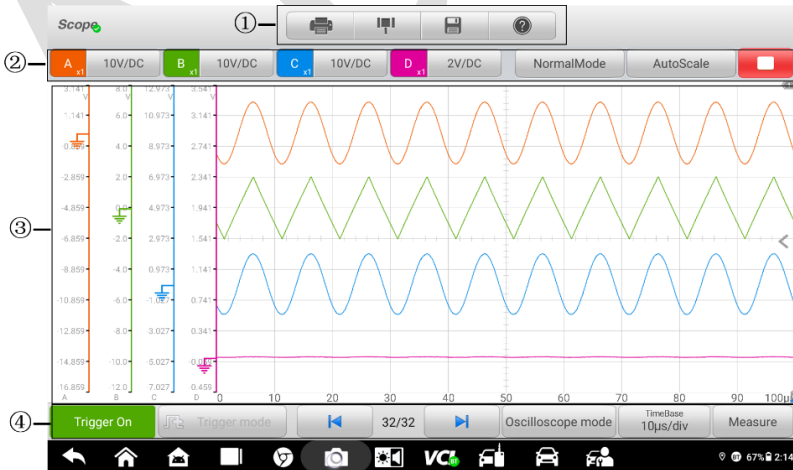 ①
Scope
②
A x1 10V/DC B x1 10V/DC C x1 10V/DC D x1 2V/DC NormalMode AutoScale
③
3.141 8.0 12.973 3.541
V V V V
1.141 6.0 10.973 3.141
4.0 8.973 2.741
-2.859 2.0 6.973 2.341
-4.859 0.0 4.973 1.941
-6.859 -2.0 2.973 1.541
-8.859 -4.0 0.973 1.141
-10.859 -6.0 -1.027 0.741
12.859 8.0 -3.027 0.341
14.859 -10.0 -5.027
16.859 12.0 7.027 0.459
A B C D 0 10 20 30 40 50 60 70 80 90 100μ
④
Trigger On Trigger mode 32/32 Oscilloscope mode TimeBase 10μs/div Measure
VCI BT 67% 2:14